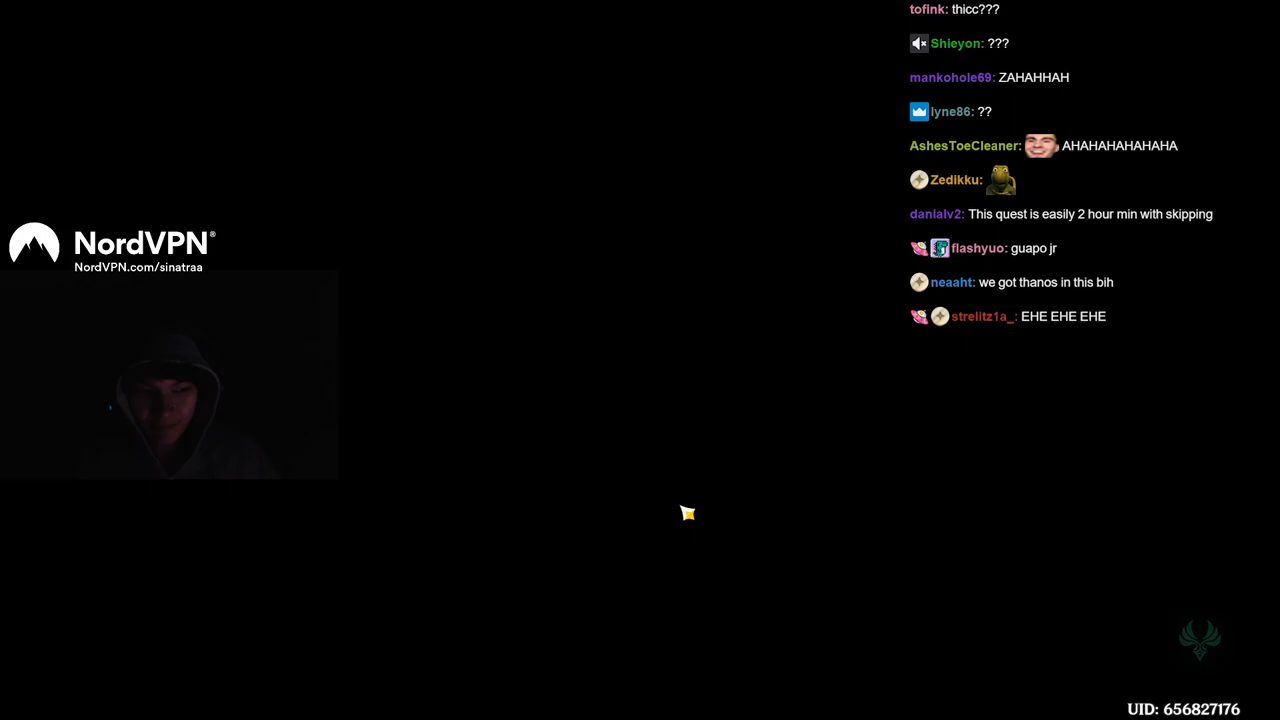 tofink: thicc???
Shieyon: ???
mankohole69: ZAHAHHAH
lyne86: ??
AshesToeCleaner: AHAHAHAHAHAHA
Zedikku:
danialv2: This quest is easily 2 hour min with skipping
NordVPN®
NordVPN.com/sinatraa
flashyuo: guapo jr
neaaht: we got thanos in this bih
strelitz1a_: EHE EHE EHE
UID: 656827176